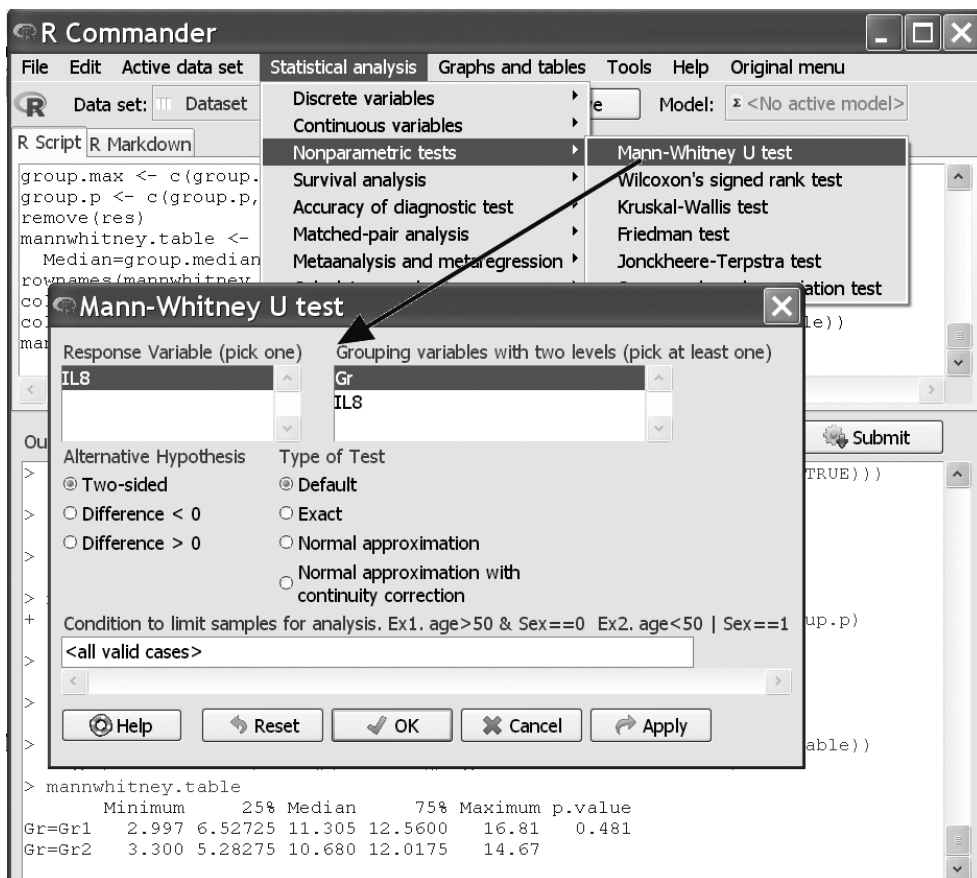 R Commander
File Edit Active data set Statistical analysis Graphs and tables Tools Help Original menu
Data set: Dataset Model: Σ <No active model>
R Script R Markdown
Discrete variables
Continuous variables
Nonparametric tests
Survival analysis
Accuracy of diagnostic test
Matched-pair analysis
Metaanalysis and metaregression
Mann-Whitney U test
Wilcoxon's signed rank test
Kruskal-Wallis test
Friedman test
Jonckheere-Terpstra test
group.max <- c(group.
group.p <- c(group.p,
remove(res)
mannwhitney.table <-
Median=group.median
Mann-Whitney U test
Response Variable (pick one) Grouping variables with two levels (pick at least one)
IL8 Gr
IL8
Submit
Alternative Hypothesis Type of Test
Two-sided Default
Difference < 0 Exact
Difference > 0 Normal approximation
Normal approximation with
continuity correction
Condition to limit samples for analysis. Ex1. age>50 & Sex==0 Ex2. age<50 | Sex==1
<all valid cases>
Help Reset OK Cancel Apply
TRUE)))
up.p)
able))
> mannwhitney.table
Minimum 25% Median 75% Maximum p.value
Gr=Gr1 2.997 6.52725 11.305 12.5600 16.81 0.481
Gr=Gr2 3.300 5.28275 10.680 12.0175 14.67